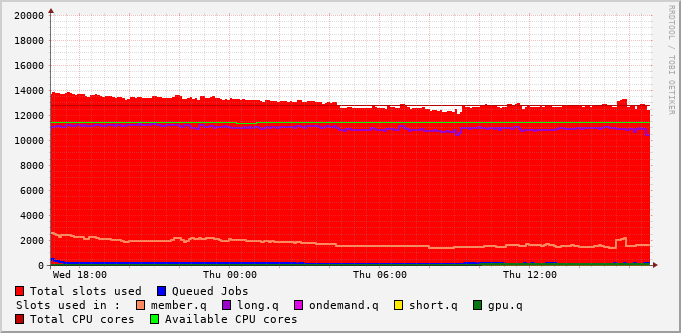 20000
18000
16000
14000
12000
10000
8000
6000
4000
2000
0
Wed 18:00 Thu 00:00 Thu 06:00 Thu 12:00
RRDTOOL / TOBI OETIKER
Total slots used Queued Jobs
Slots used in : member.q long.q ondemand.q short.q gpu.q
Total CPU cores Available CPU cores